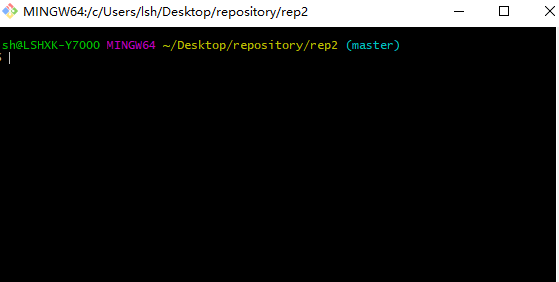 MINGW64:/c/Users/lsh/Desktop/repository/rep2
sh@LSHXK-Y7000 MINGW64 ~/Desktop/repository/rep2 (master)
$